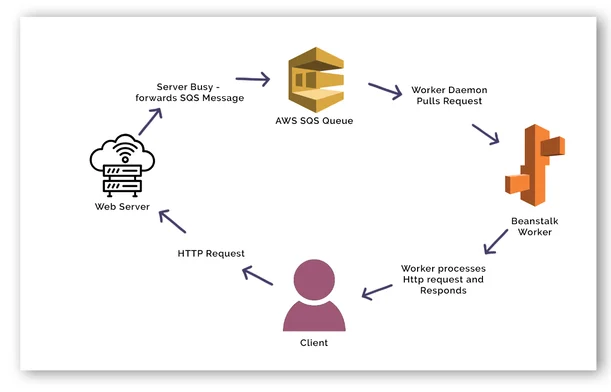 Server Busy -
forwards SQS Message
AWS SQS Queue
Worker Daemon
Pulls Request
Beanstalk
Worker
Worker processes
Http request and
Responds
Client
HTTP Request
Web Server